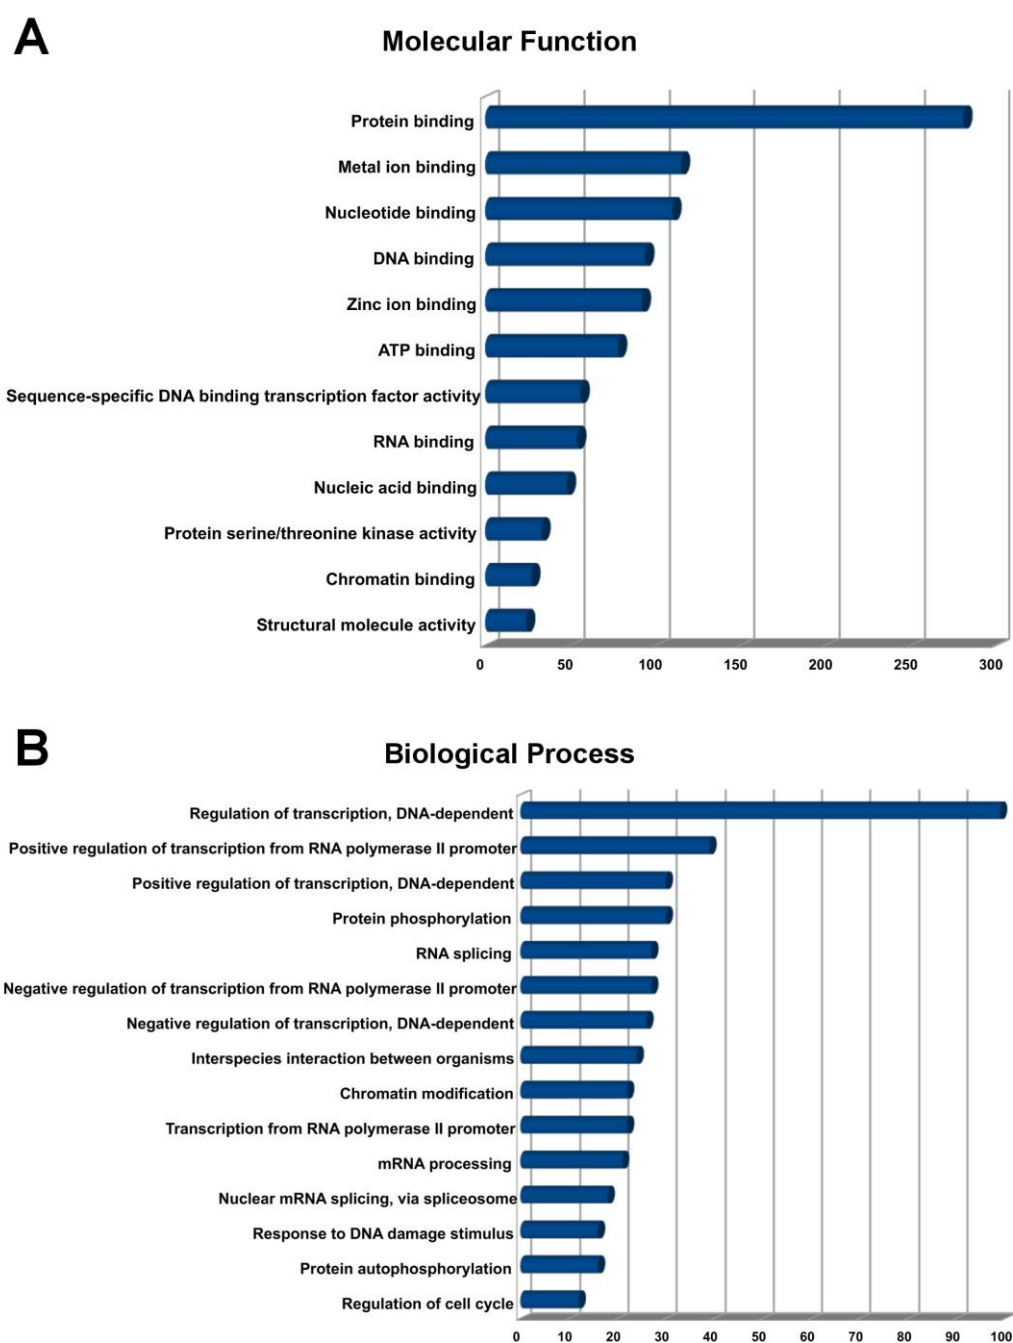 A
Molecular Function
Protein binding
Metal ion binding
Nucleotide binding
DNA binding
Zinc ion binding
ATP binding
Sequence-specific DNA binding transcription factor activity
RNA binding
Nucleic acid binding
Protein serine/threonine kinase activity
Chromatin binding
Structural molecule activity
0 50 100 150 200 250 300
B
Biological Process
Regulation of transcription, DNA-dependent
Positive regulation of transcription from RNA polymerase II promoter
Positive regulation of transcription, DNA-dependent
Protein phosphorylation
RNA splicing
Negative regulation of transcription from RNA polymerase II promoter
Negative regulation of transcription, DNA-dependent
Interspecies interaction between organisms
Chromatin modification
Transcription from RNA polymerase II promoter
mRNA processing
Nuclear mRNA splicing, via spliceosome
Response to DNA damage stimulus
Protein autophosphorylation
Regulation of cell cycle
0 10 20 30 40 50 60 70 80 90 100